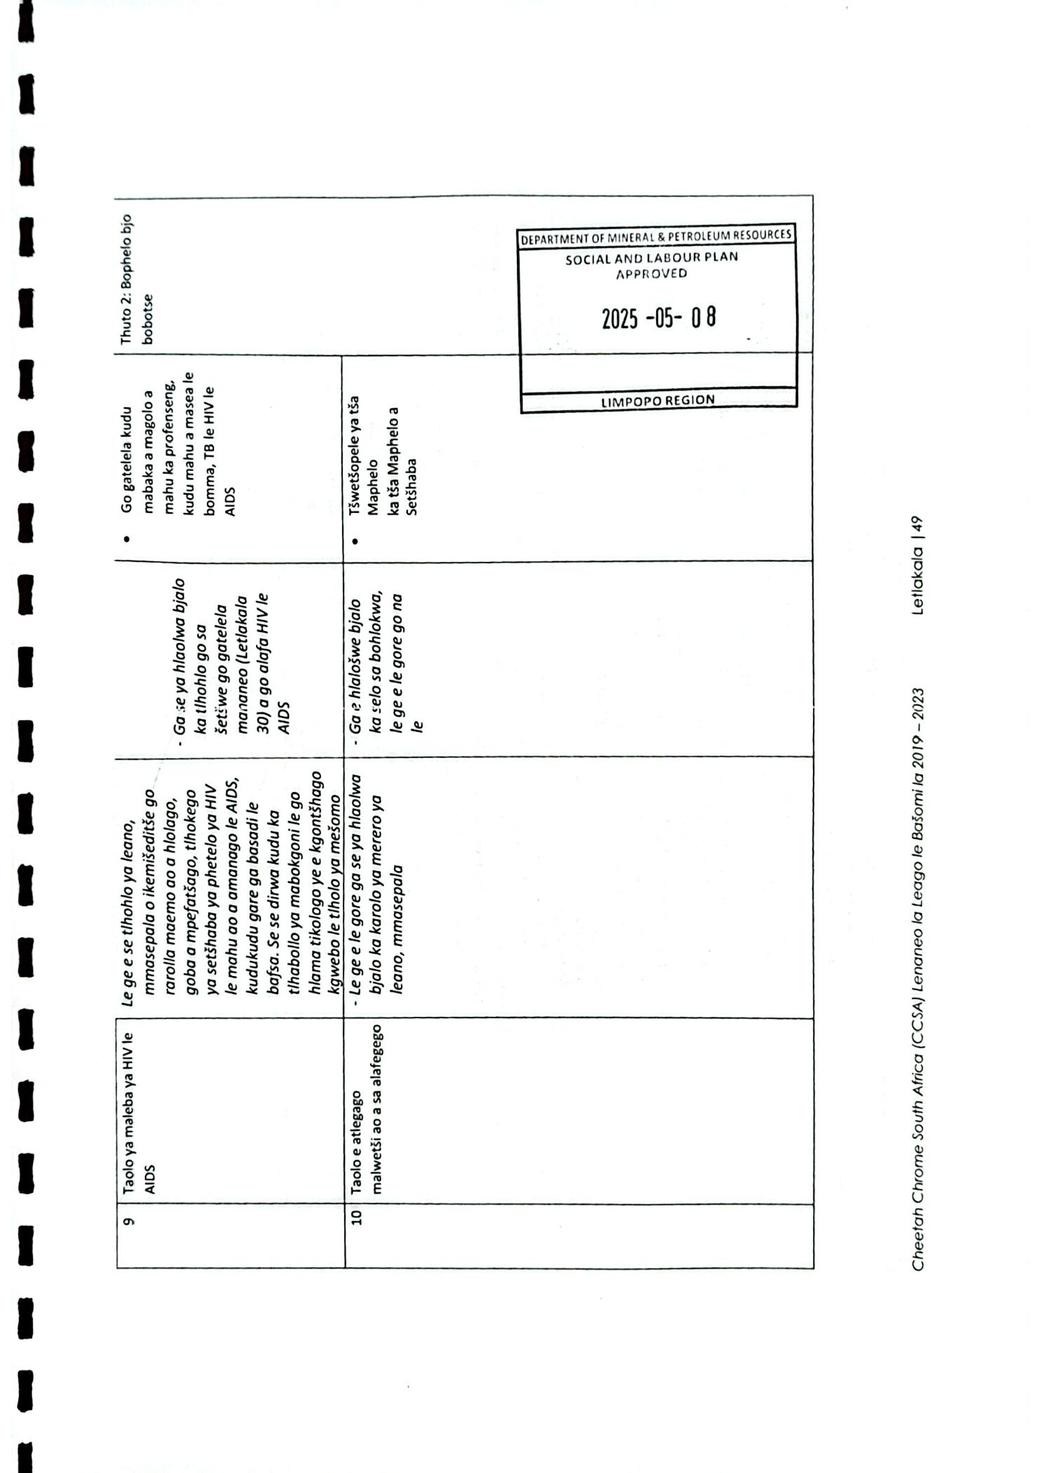 9
Taolo ya maleba ya HIV le
AIDS
Le ge e se tlhohlo ya leano,
mmasepala o ikemišeditše go
rarolla maemo ao a hlolago,
goba a mpefatšago, tlhokego
ya setšhaba ya phetelo ya HIV
le mahu ao a amanago le AIDS,
kudukudu gare ga basadi le
bafsa. Se se dirwa kudu ka
tlhabollo ya mabokgoni le go
hlama tikologo ye e kgontšhago
kgwebo le tlholo ya mešomo
- Ga se ya hlaolwa bjalo
ka tlhohlo go sa
šetšwe go gatelela
mananeo (Letlakala
30) a go alafa HIV le
AIDS
• Go gatelela kudu
mabaka a magolo a
mahu ka profenseng,
kudu mahu a masea le
bomma, TB le HIV le
AIDS
Thuto 2: Bophelo bjo
bobotse
10
Taolo e atlegago
malwetši ao a sa alafegego
- Le ge e le gore ga se ya hlaolwa
bjalo ka karolo ya merero ya
leano, mmasepala
- Ga e hlalošwe bjalo
ka selo sa bohlokwa,
le ge e le gore go na
le
• Tšwetšopele ya tša
Maphelo
ka tša Maphelo a
Setšhaba
DEPARTMENT OF MINERAL & PETROLEUM RESOURCES
SOCIAL AND LABOUR PLAN
APPROVED
2025 -05- 08
LIMPOPO REGION
Cheetah Chrome South Africa (CCSA) Lenaneo la Leago le Bašomi la 2019 – 2023
Letlakala | 49